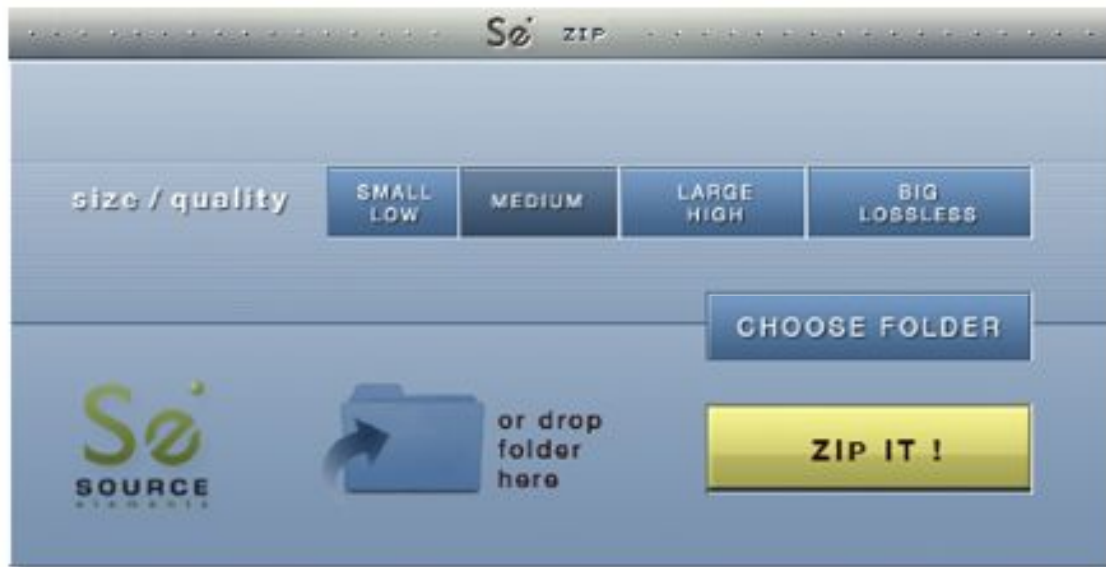 Se ZIP
size / quality
SMALL
LOW
MEDIUM
LARGE
HIGH
BIG
LOSSLESS
CHOOSE FOLDER
Se
SOURCE
elements
or drop
folder
here
ZIP IT !